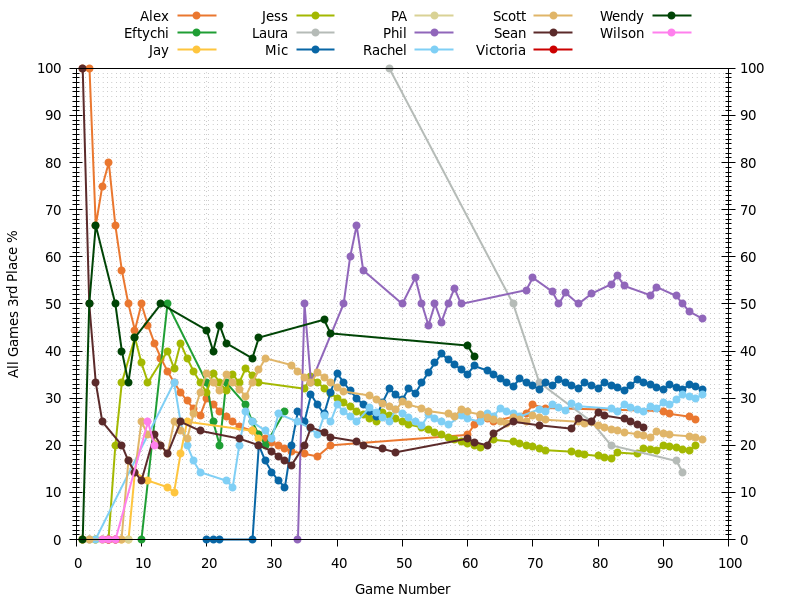 Alex Jess PA Scott Wendy
Eftychi Laura Phil Sean Wilson
Jay Mic Rachel Victoria
100 100
90 90
80 80
70 70
60 60
50 50
40 40
30 30
20 20
10 10
0 0
0 10 20 30 40 50 60 70 80 90 100
All Games 3rd Place %
Game Number